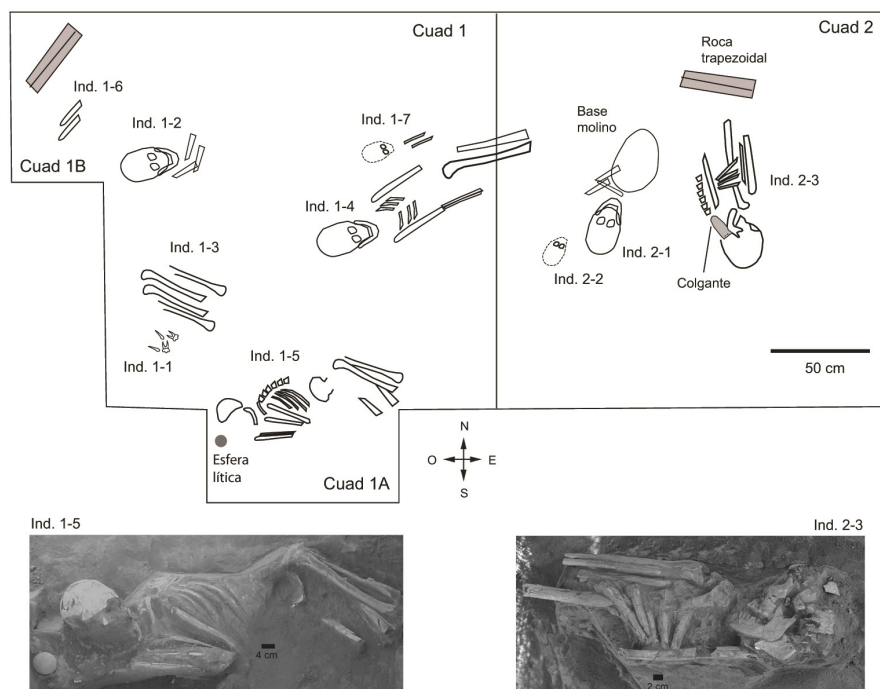 Cuad 1
Cuad 2
Roca
trapezoidal
Ind. 1-6
Base
molino
Ind. 1-2
Ind. 1-7
Cuad 1B
Ind. 2-3
Ind. 1-4
Ind. 1-3
Ind. 2-1
Ind. 2-2
Colgante
Ind. 1-1
Ind. 1-5
50 cm
N
O
E
S
Esfera
lítica
Cuad 1A
Ind. 1-5
Ind. 2-3
4 cm
2 cm